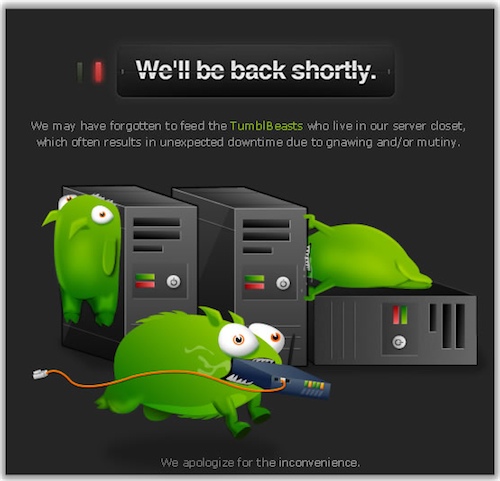 We'll be back shortly.
We may have forgotten to feed the TumblBeasts who live in our server closet,
which often results in unexpected downtime due to gnawing and/or mutiny.
We apologize for the inconvenience.